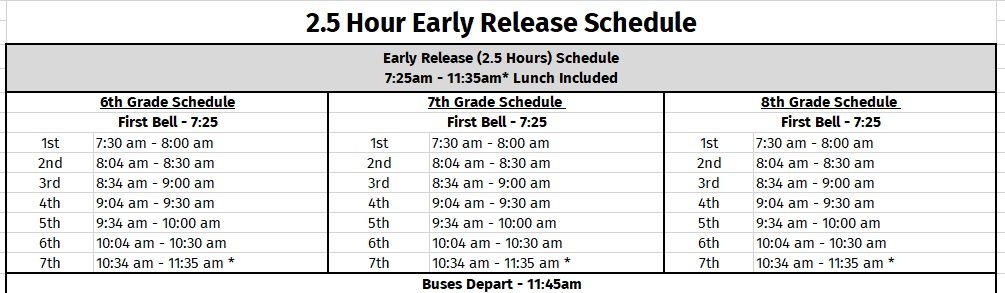 2.5 Hour Early Release Schedule
Early Release (2.5 Hours) Schedule
7:25am - 11:35am* Lunch Included
6th Grade Schedule 7th Grade Schedule 8th Grade Schedule
First Bell - 7:25 First Bell - 7:25 First Bell - 7:25
1st 7:30 am - 8:00 am 1st 7:30 am - 8:00 am 1st 7:30 am - 8:00 am
2nd 8:04 am - 8:30 am 2nd 8:04 am - 8:30 am 2nd 8:04 am - 8:30 am
3rd 8:34 am - 9:00 am 3rd 8:34 am - 9:00 am 3rd 8:34 am - 9:00 am
4th 9:04 am - 9:30 am 4th 9:04 am - 9:30 am 4th 9:04 am - 9:30 am
5th 9:34 am - 10:00 am 5th 9:34 am - 10:00 am 5th 9:34 am - 10:00 am
6th 10:04 am - 10:30 am 6th 10:04 am - 10:30 am 6th 10:04 am - 10:30 am
7th 10:34 am - 11:35 am * 7th 10:34 am - 11:35 am * 7th 10:34 am - 11:35 am *
Buses Depart - 11:45am